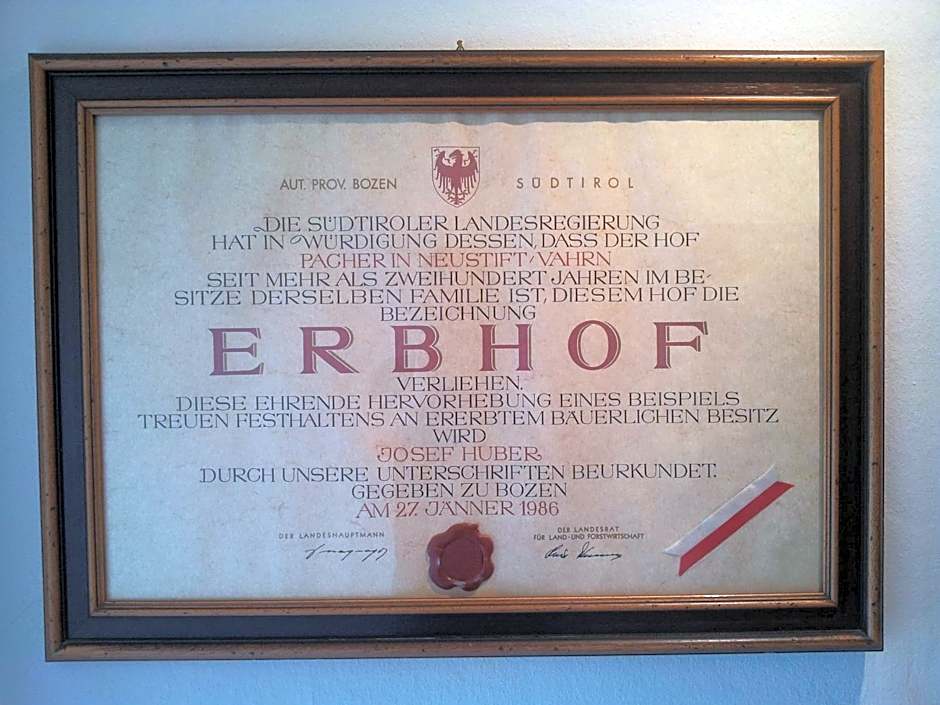 AUT. PROV. BOZEN SÜDTIROL
DIE SÜDTIROLER LANDESREGIERUNG
HAT IN WÜRDIGUNG DESSEN, DASS DER HOF
PACHER IN NEUSTIFT/VAHRN
SEIT MEHR ALS ZWEIHUNDERT JAHREN IM BE-
SITZE DERSELBEN FAMILIE IST, DIESEM HOF DIE
BEZEICHNUNG
ERBHOF
VERLIEHEN.
DIESE EHRENDE HERVORHEBUNG EINES BEISPIELS
TREUEN FESTHALTENS AN ERERBTEM BÄUERLICHEN BESITZ
WIRD
JOSEF HUBER
DURCH UNSERE UNTERSCHRIFTEN BEURKUNDET.
GEGEBEN ZU BOZEN
AM 27. JÄNNER 1986
DER LANDESHAUPTMANN
DER LANDESRAT
FÜR LAND-UND FORSTWIRTSCHAFT